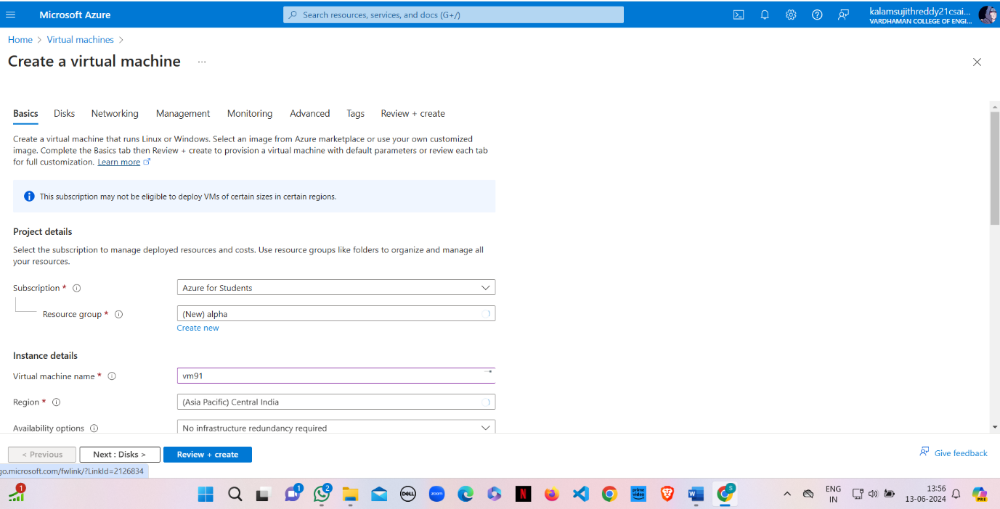 Microsoft Azure
Search resources, services, and docs (G+/)
kalamsujithreddy21csai...
VARDHAMAN COLLEGE OF ENGI...
Home > Virtual machines >
Create a virtual machine ...
Basics Disks Networking Management Monitoring Advanced Tags Review + create
Create a virtual machine that runs Linux or Windows. Select an image from Azure marketplace or use your own customized
image. Complete the Basics tab then Review + create to provision a virtual machine with default parameters or review each tab
for full customization. Learn more
This subscription may not be eligible to deploy VMs of certain sizes in certain regions.
Project details
Select the subscription to manage deployed resources and costs. Use resource groups like folders to organize and manage all
your resources.
Subscription * Azure for Students
Resource group * (New) alpha
Create new
Instance details
Virtual machine name * vm91
Region * (Asia Pacific) Central India
Availability options No infrastructure redundancy required
< Previous Next : Disks > Review + create Give feedback
go.microsoft.com/fwlink/?LinkId=2126834
1 1 2 DELL zoom N prime video W S ENG 13:56 PRE
IN 13-06-2024